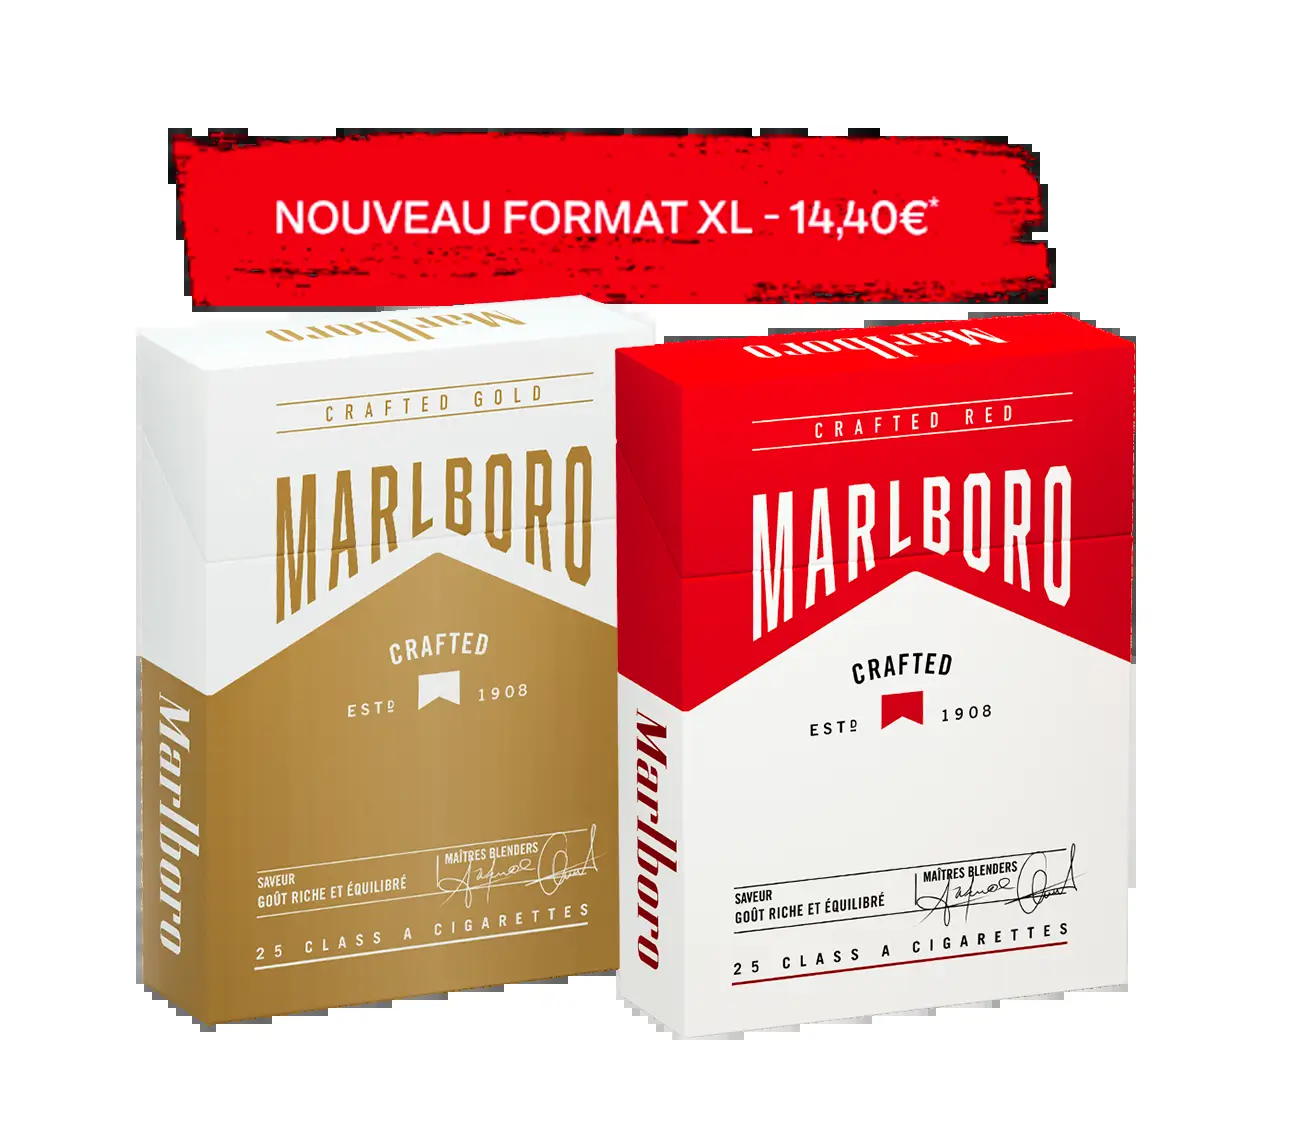 NOUVEAU FORMAT XL - 14,40€*
Marlboro
CRAFTED GOLD
MARLBORO
CRAFTED
ESTD 1908
Marlboro
SAVEUR
GOÛT RICHE ET ÉQUILIBRÉ
MAÎTRES BLENDERS
25 CLASS A CIGARETTES
Marlboro
CRAFTED RED
MARLBORO
CRAFTED
ESTD 1908
Marlboro
SAVEUR
GOÛT RICHE ET ÉQUILIBRÉ
MAÎTRES BLENDERS
25 CLASS A CIGARETTES